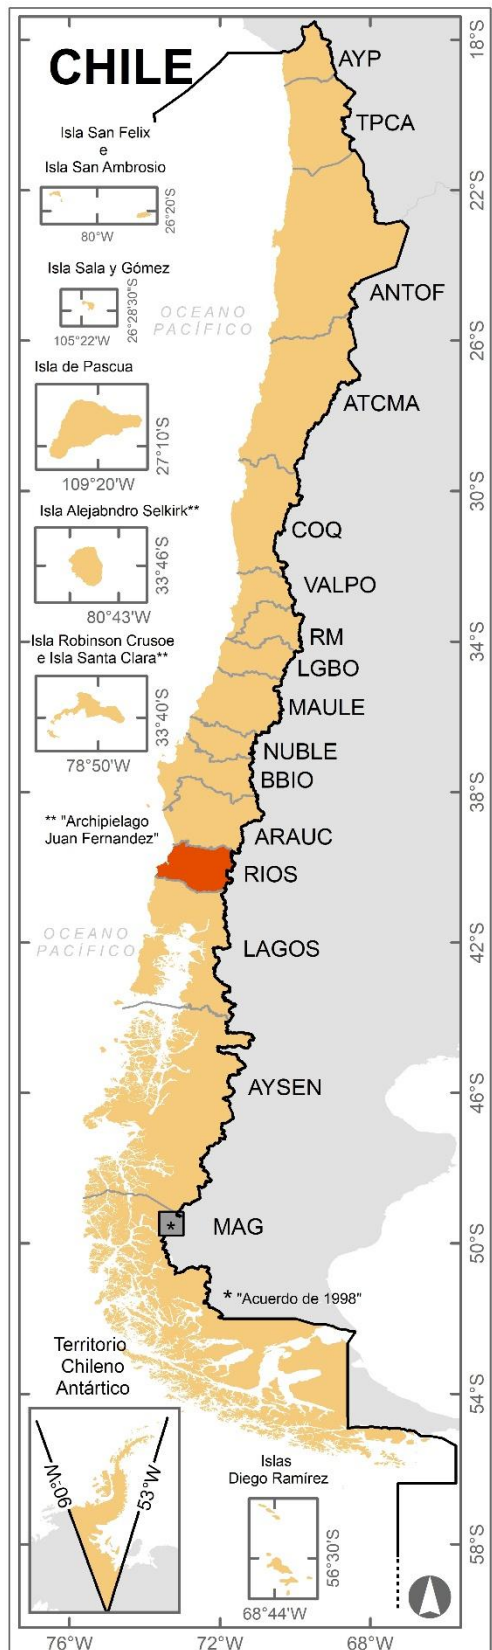 CHILE
Isla San Felix
e
Isla San Ambrosio
26°20'S
80°W
Isla Sala y Gómez
26°28'30"S
105°22'W
OCEANO
PACÍFICO
Isla de Pascua
27°10'S
109°20'W
Isla Alejabndro Selkirk**
33°46'S
80°43'W
Isla Robinson Crusoe
e Isla Santa Clara**
33°40'S
78°50'W
** "Archipielago
Juan Fernandez"
OCEANO
PACÍFICO
AYP
TPCA
ANTOF
ATCMA
COQ
VALPO
RM
LGBO
MAULE
NUBLE
BBIO
ARAUC
RIOS
LAGOS
AYSEN
*
MAG
* "Acuerdo de 1998"
Territorio
Chileno
Antártico
90°W
53°W
Islas
Diego Ramírez
56°30'S
68°44'W
18°S
22°S
26°S
30°S
34°S
38°S
42°S
46°S
50°S
54°S
58°S
76°W
72°W
68°W